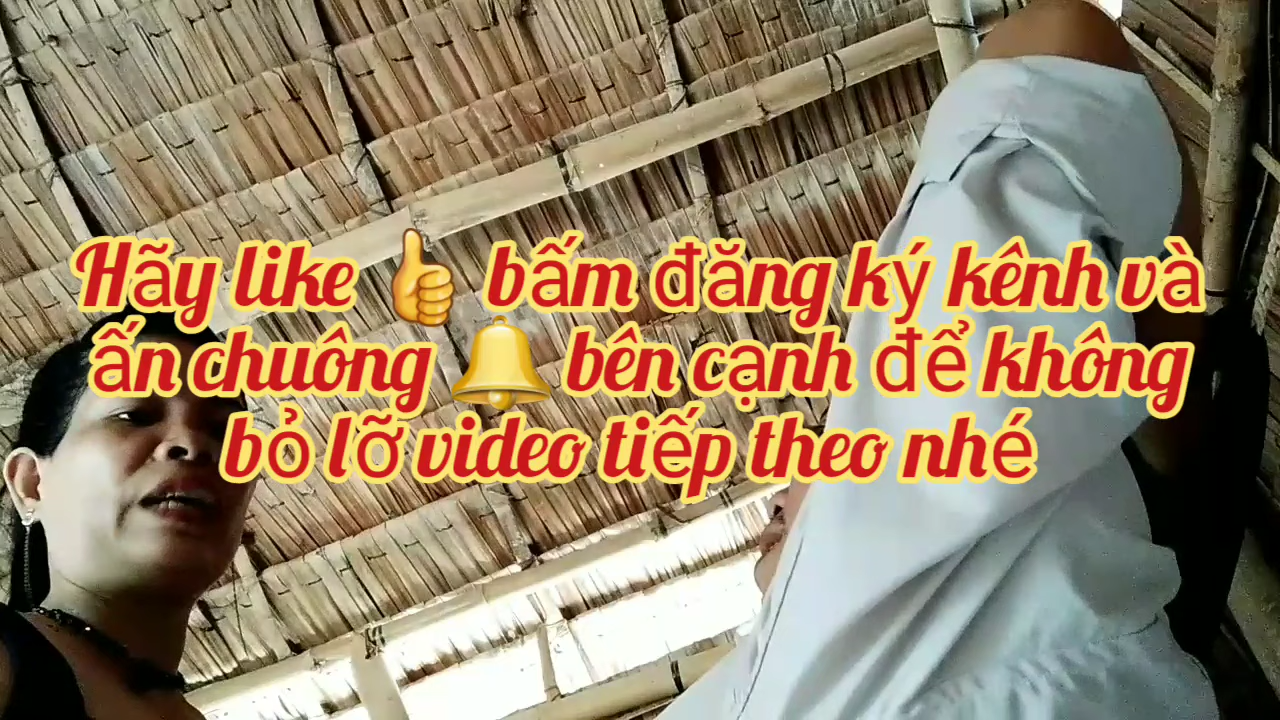 Hãy like 👍 bấm đăng ký kênh và
ấn chuông 🔔 bên cạnh để không
bỏ lỡ video tiếp theo nhé